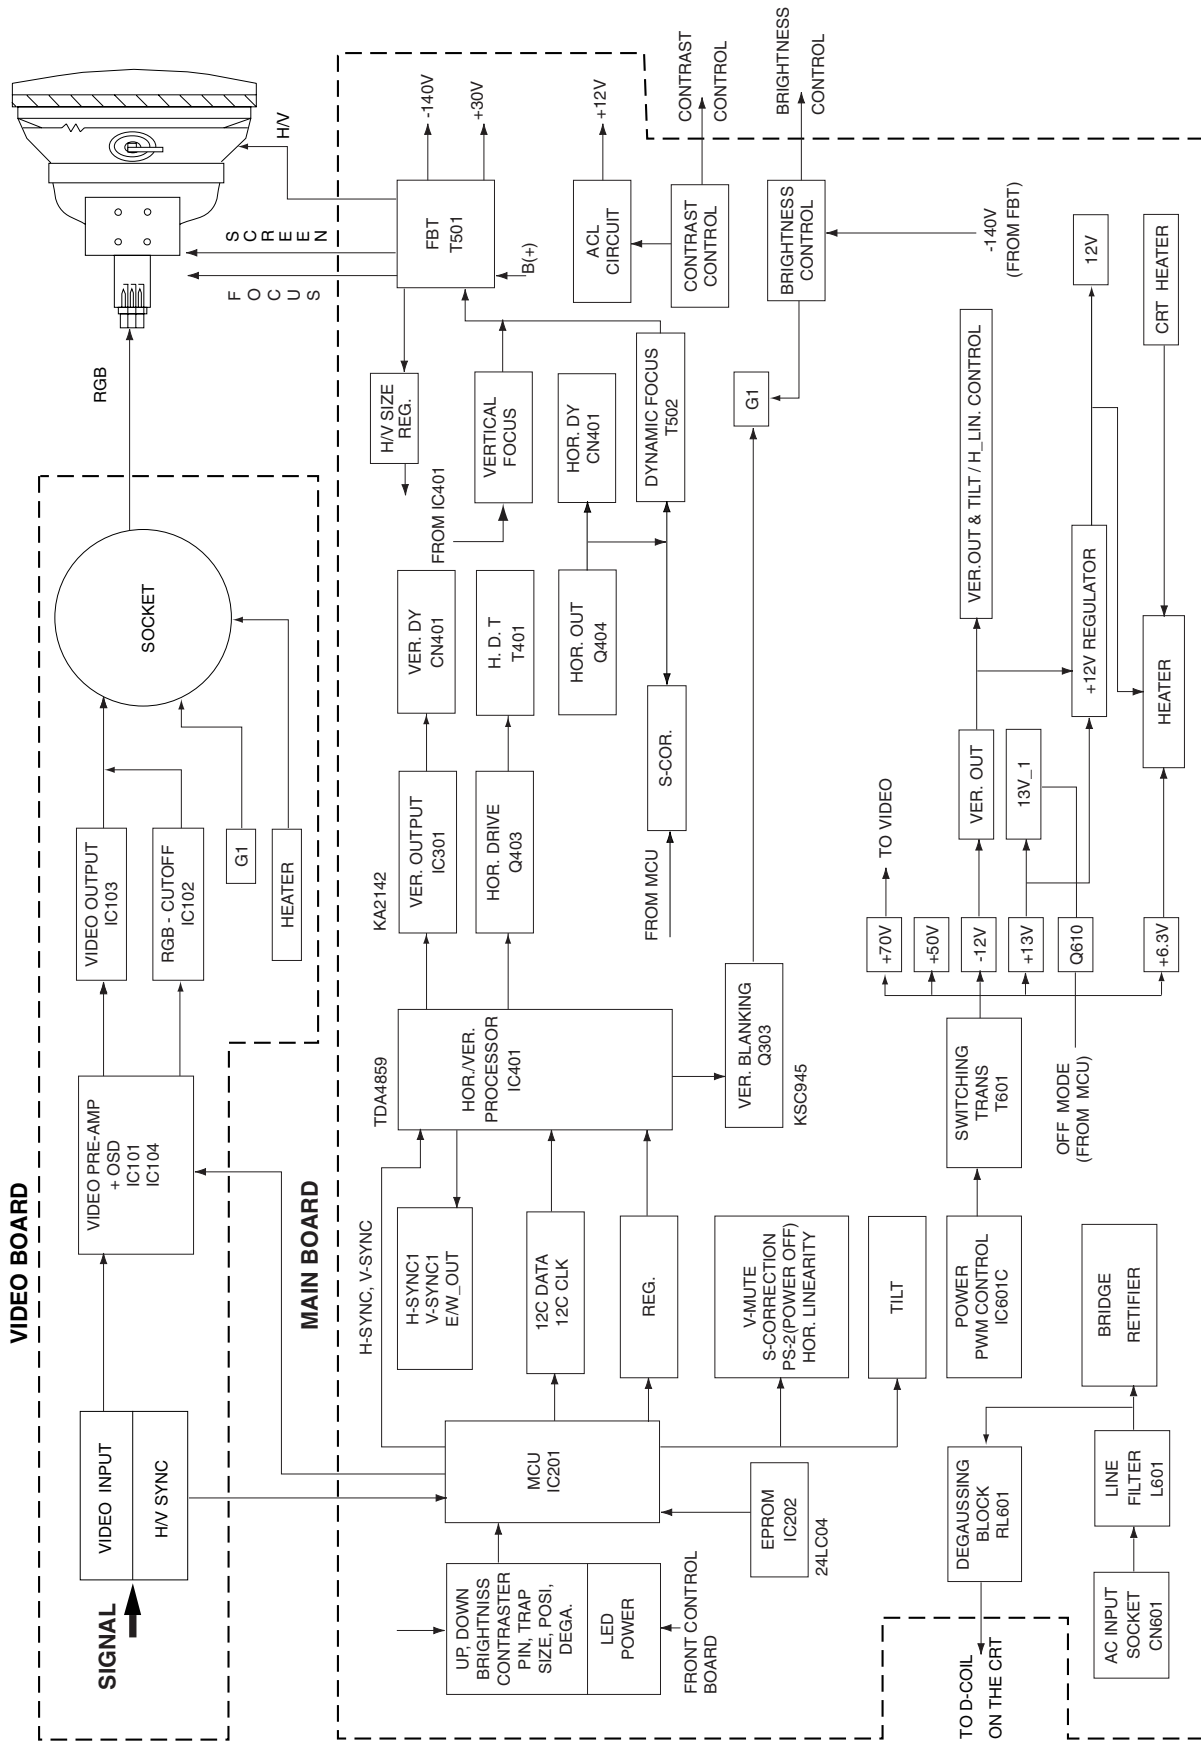 VIDEO BOARD
SIGNAL
VIDEO INPUT
H/V SYNC
VIDEO PRE-AMP
+ OSD
IC101
IC104
VIDEO OUTPUT
IC103
RGB - CUTOFF
IC102
G1
HEATER
SOCKET
RGB
FOCUS
SCREEN
H/V
MAIN BOARD
UP, DOWN
BRIGHTNISS
CONTRASTER
PIN, TRAP
SIZE, POSI,
DEGA.
LED
POWER
FRONT CONTROL
BOARD
MCU
IC201
EPROM
IC202
24LC04
H-SYNC, V-SYNC
H-SYNC1
V-SYNC1
E/W_OUT
12C DATA
12C CLK
REG.
V-MUTE
S-CORRECTION
PS-2(POWER OFF)
HOR. LINEARITY
TILT
TDA4859
HOR./VER.
PROCESSOR
IC401
VER. BLANKING
Q303
KSC945
KA2142
VER. OUTPUT
IC301
HOR. DRIVE
Q403
VER. DY
CN401
H. D. T
T401
FROM MCU
S-COR.
HOR. OUT
Q404
HOR. DY
CN401
DYNAMIC FOCUS
T502
FROM IC401
VERTICAL
FOCUS
H/V SIZE
REG.
FBT
T501
B(+)
-140V
+30V
ACL
CIRCUIT
+12V
CONTRAST
CONTROL
CONTRAST
CONTROL
G1
BRIGHTNESS
CONTROL
BRIGHTNESS
CONTROL
-140V
(FROM FBT)
TO D-COIL
ON THE CRT
DEGAUSSING
BLOCK
RL601
AC INPUT
SOCKET
CN601
LINE
FILTER
L601
BRIDGE
RETIFIER
POWER
PWM CONTROL
IC601C
SWITCHING
TRANS
T601
OFF MODE
(FROM MCU)
+70V
TO VIDEO
+50V
-12V
+13V
Q610
+6.3V
VER. OUT
13V_1
VER.OUT & TILT / H_LIN. CONTROL
+12V REGULATOR
12V
HEATER
CRT HEATER